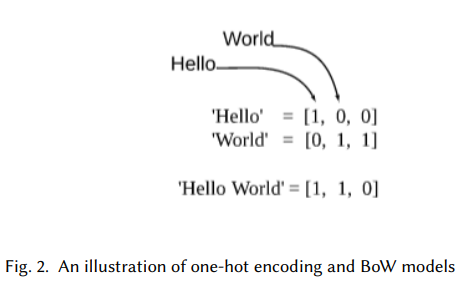 World
Hello
'Hello' = [1, 0, 0]
'World' = [0, 1, 1]
'Hello World' = [1, 1, 0]
Fig. 2. An illustration of one-hot encoding and BoW models